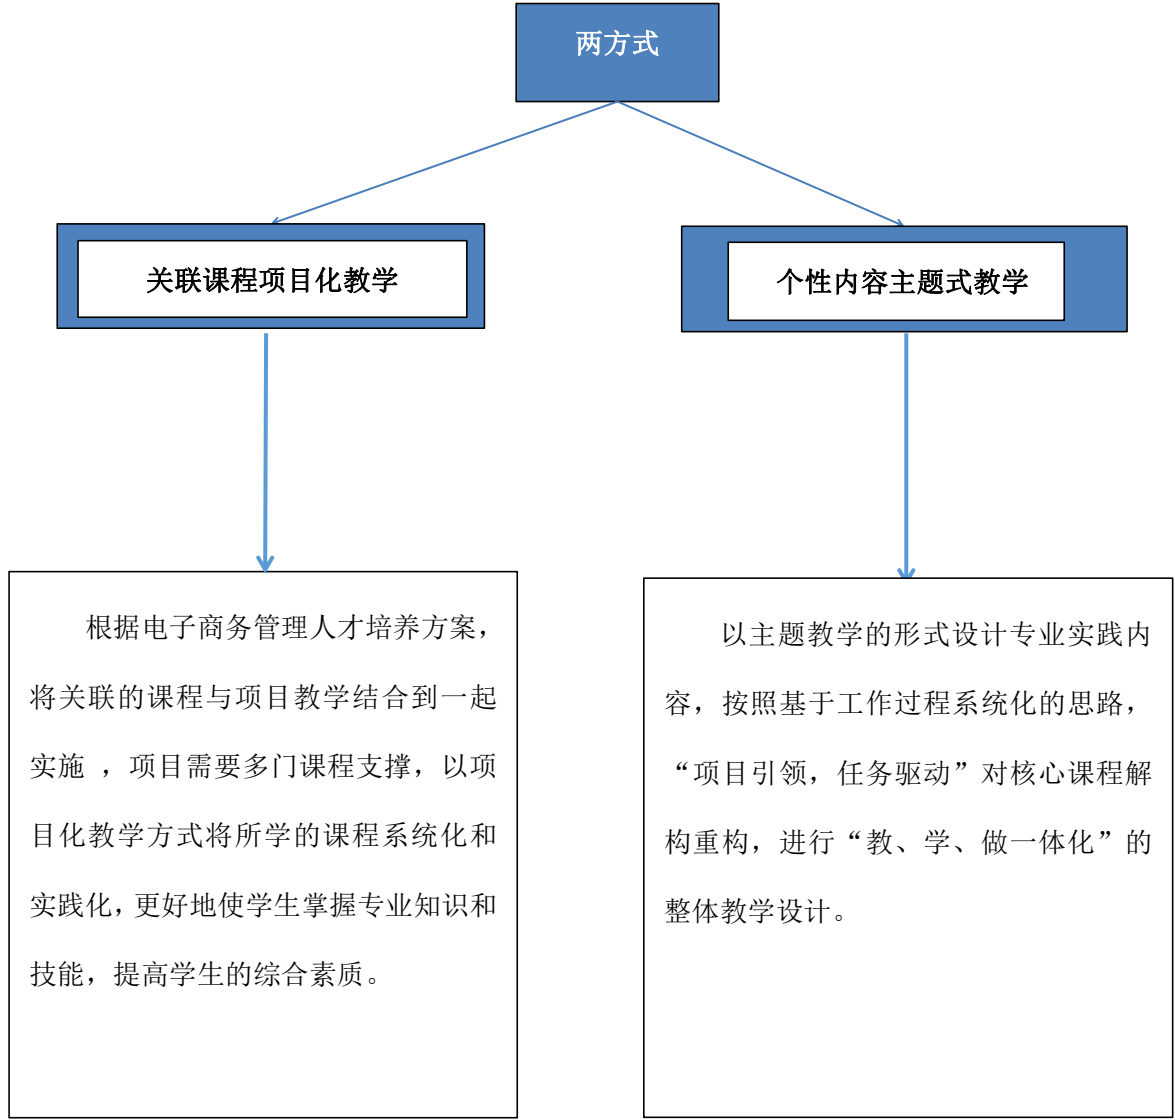 两方式
关联课程项目化教学
个性内容主题式教学
根据电子商务管理人才培养方案，
将关联的课程与项目教学结合到一起
实施 ，项目需要多门课程支撑，以项
目化教学方式将所学的课程系统化和
实践化，更好地使学生掌握专业知识和
技能，提高学生的综合素质。
以主题教学的形式设计专业实践内
容，按照基于工作过程系统化的思路，
“项目引领，任务驱动”对核心课程解
构重构，进行“教、学、做一体化”的
整体教学设计。